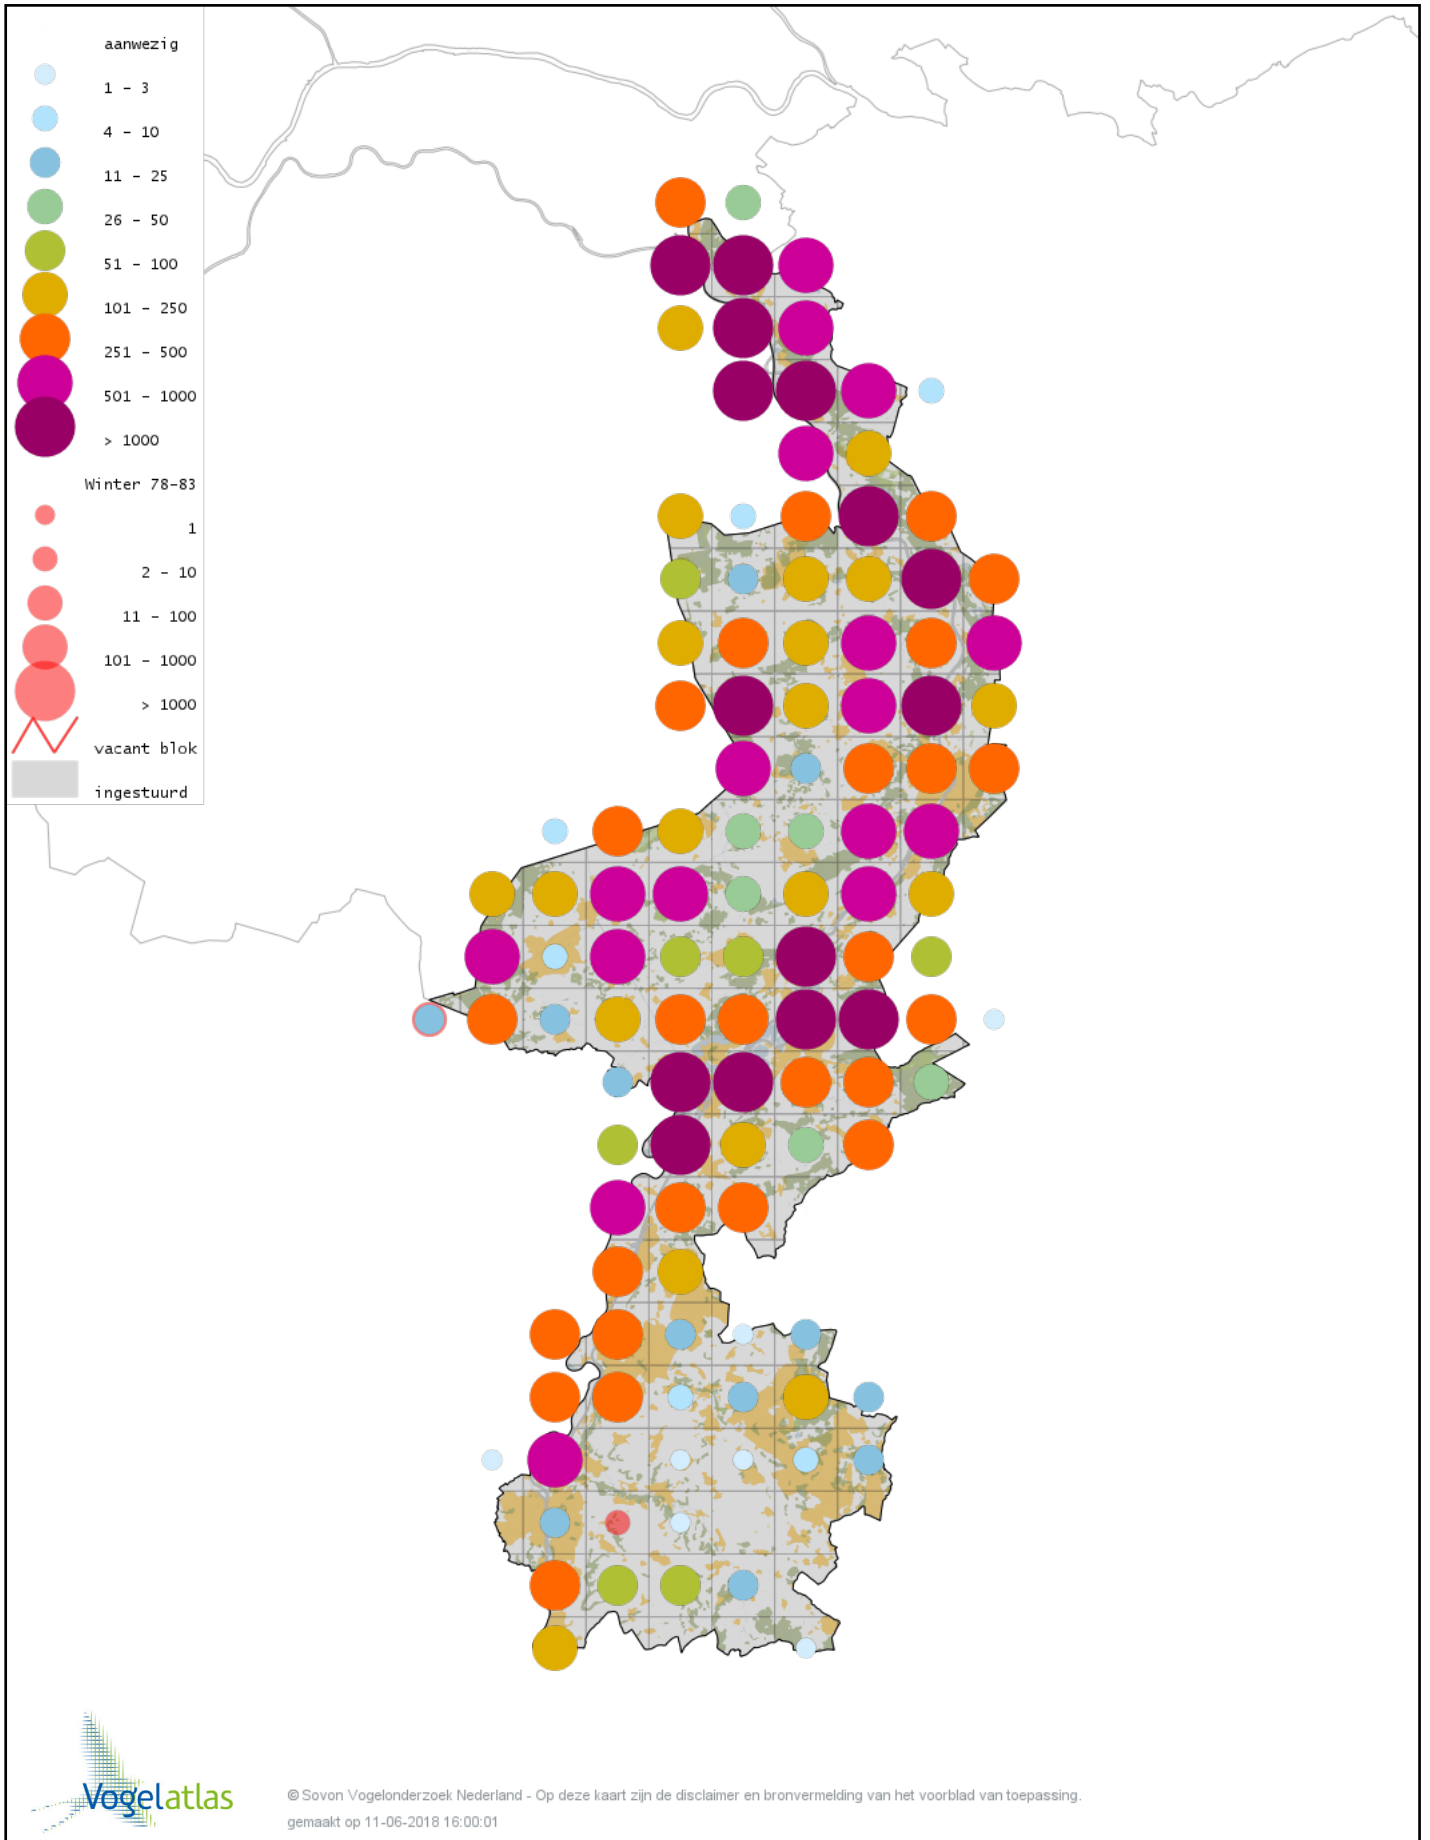 aanwezig
1 - 3
4 - 10
11 - 25
26 - 50
51 - 100
101 - 250
251 - 500
501 - 1000
> 1000
Winter 78-83
1
2 - 10
11 - 100
101 - 1000
> 1000
vacant blok
ingestuurd
Vogelatlas
© Sovon Vogelonderzoek Nederland - Op deze kaart zijn de disclaimer en bronvermelding van het voorblad van toepassing.
gemaakt op 11-06-2018 16:00:01